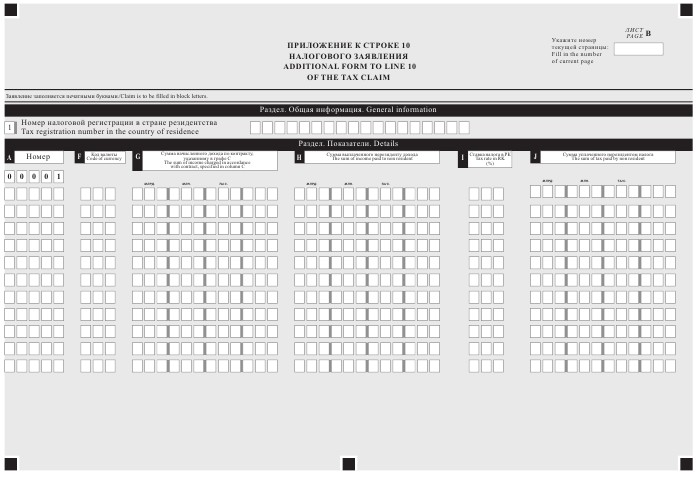 ЛИСТ
PAGE B
Укажите номер
текущей страницы:
Fill in the number
of current page
ПРИЛОЖЕНИЕ К СТРОКЕ 10
НАЛОГОВОГО ЗАЯВЛЕНИЯ
ADDITIONAL FORM TO LINE 10
OF THE TAX CLAIM
Заявление заполняется печатными буквами./Claim is to be filled in block letters.
Раздел. Общая информация. General information
1 Номер налоговой регистрации в стране резидентства
Tax registration number in the country of residence
Раздел. Показатели. Details
A Номер
F Код валюты
Code of currency
G Сумма начисленного дохода по контракту,
указанному в графе C
The sum of income charged in accordance
with contract, specified in column C
H Сумма выплаченного нерезиденту дохода
The sum of income paid to non resident
I Ставка налога в РК
Tax rate in RK
(%)
J Сумма уплаченного нерезидентом налога
The sum of tax paid by non resident
0 0 0 0 1
млрд. млн. тыс.
млрд. млн. тыс.
млрд. млн. тыс.